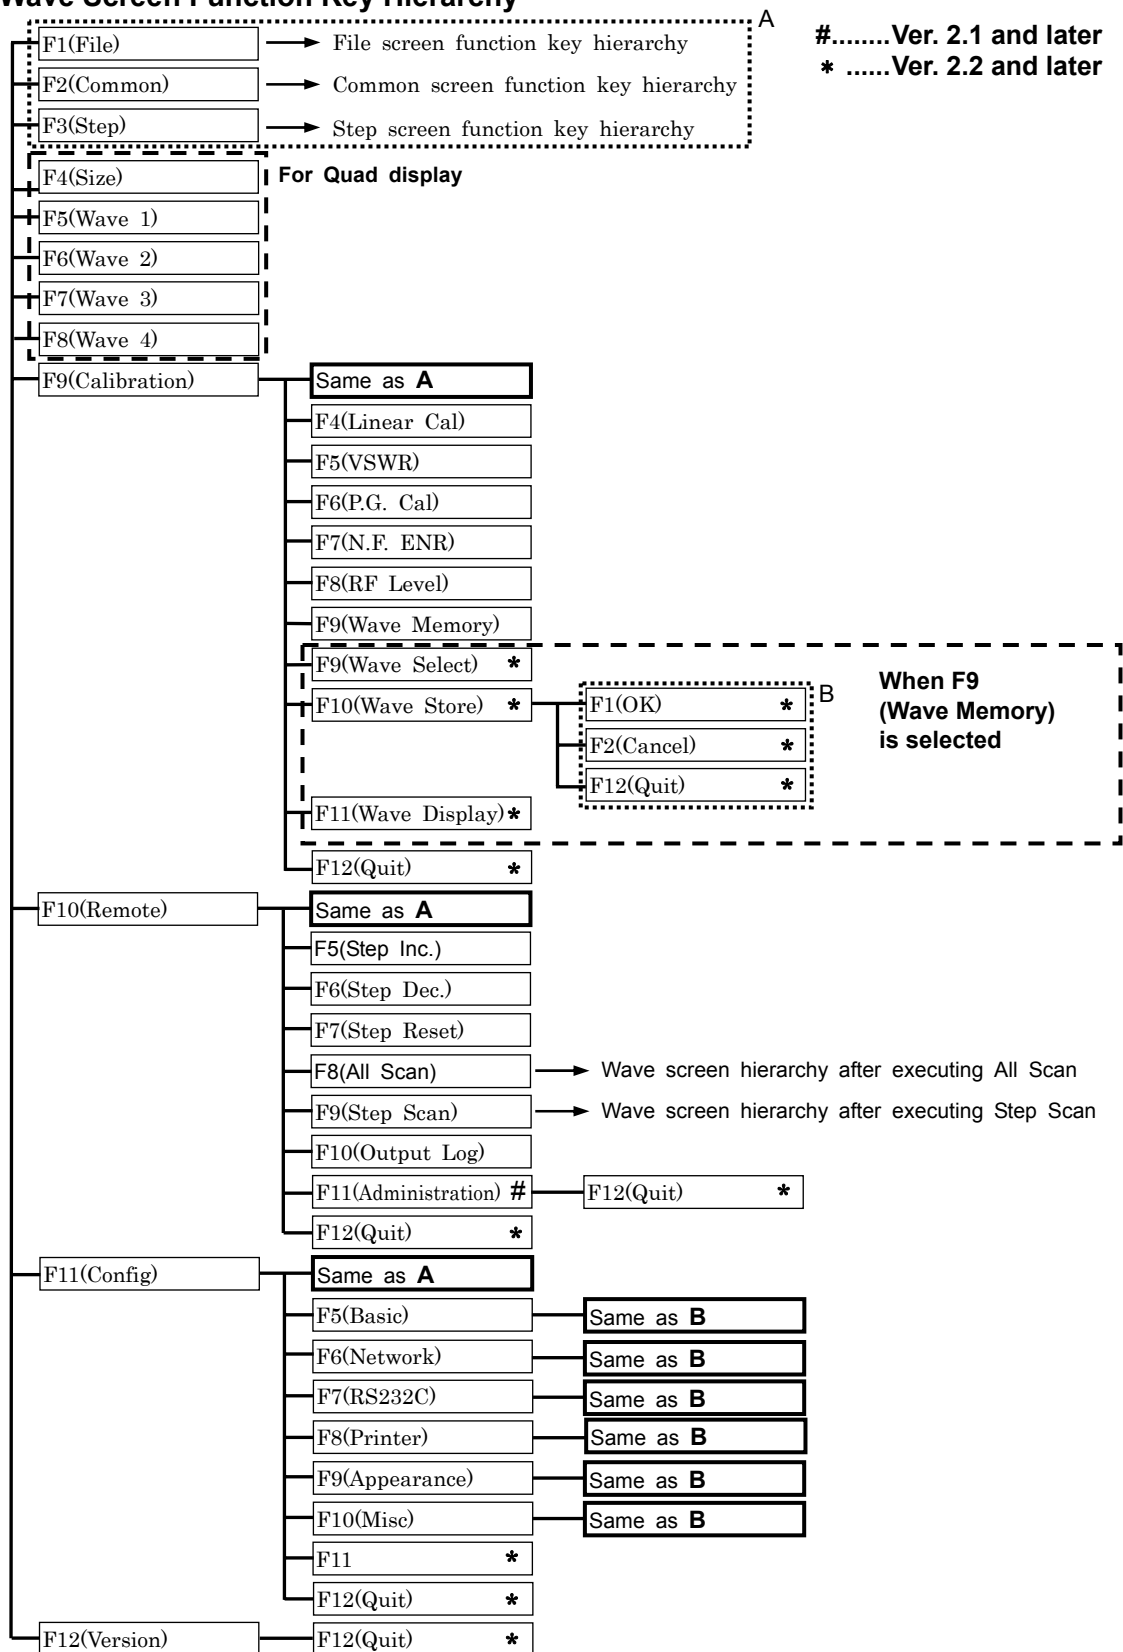 Wave Screen Function Key Hierarchy
A
#........Ver. 2.1 and later
* ......Ver. 2.2 and later
F1(File) File screen function key hierarchy
F2(Common) Common screen function key hierarchy
F3(Step) Step screen function key hierarchy
F4(Size) For Quad display
F5(Wave 1)
F6(Wave 2)
F7(Wave 3)
F8(Wave 4)
F9(Calibration) Same as A
F4(Linear Cal)
F5(VSWR)
F6(P.G. Cal)
F7(N.F. ENR)
F8(RF Level)
F9(Wave Memory)
F9(Wave Select) *
F10(Wave Store) * F1(OK) * B
F2(Cancel) *
F12(Quit) *
When F9
(Wave Memory)
is selected
F11(Wave Display) *
F12(Quit) *
F10(Remote) Same as A
F5(Step Inc.)
F6(Step Dec.)
F7(Step Reset)
F8(All Scan) Wave screen hierarchy after executing All Scan
F9(Step Scan) Wave screen hierarchy after executing Step Scan
F10(Output Log)
F11(Administration) # F12(Quit) *
F12(Quit) *
F11(Config) Same as A
F5(Basic) Same as B
F6(Network) Same as B
F7(RS232C) Same as B
F8(Printer) Same as B
F9(Appearance) Same as B
F10(Misc) Same as B
F11 *
F12(Quit) *
F12(Version) F12(Quit) *